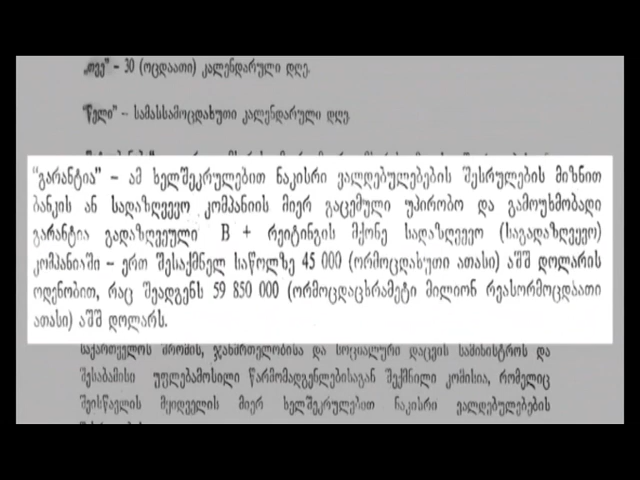 „თვე" – 30 (ოცდაათი) კალენდარული დღე.
"წელი" – სამასსამოცდახუთი კალენდარული დღე.
"გარანტია" – ამ ხელშეკრულებით ნაკისრი ვალდებულებების შესრულების მიზნით
ბანკის ან სადაზღვევო კომპანიის მიერ გაცემული უპირობო და გამოუხმობადი
გარანტია გადაზღვეული B + რეიტინგის მქონე სადაზღვევო (საგადაზღვევო)
კომპანიაში – ერთ შესაქმნელ საწოლზე 45 000 (ორმოცდახუთი ათასი) აშშ დოლარის
ოდენობით, რაც შეადგენს 59 850 000 (ორმოცდაცხრამეტი მილიონ რვაასორმოცდაათი
ათასი) აშშ დოლარს.
საქართველოს შრომის, ჯანმრთელობისა და სოციალური დაცვის სამინისტროს და
შესაბამისი უფლებამოსილი წარმომადგენლებისაგან შექმნილი კომისია, რომელიც
შეისწავლის მყიდველის მიერ ხელშეკრულებით ნაკისრი ვალდებულებების